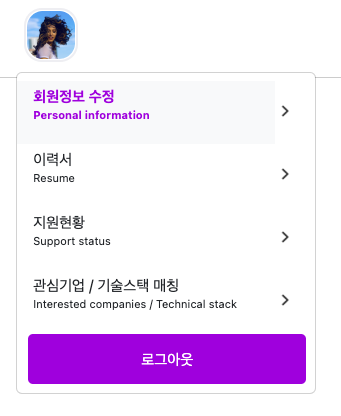 회원정보 수정
Personal information
이력서
Resume
지원현황
Support status
관심기업 / 기술스택 매칭
Interested companies / Technical stack
로그아웃